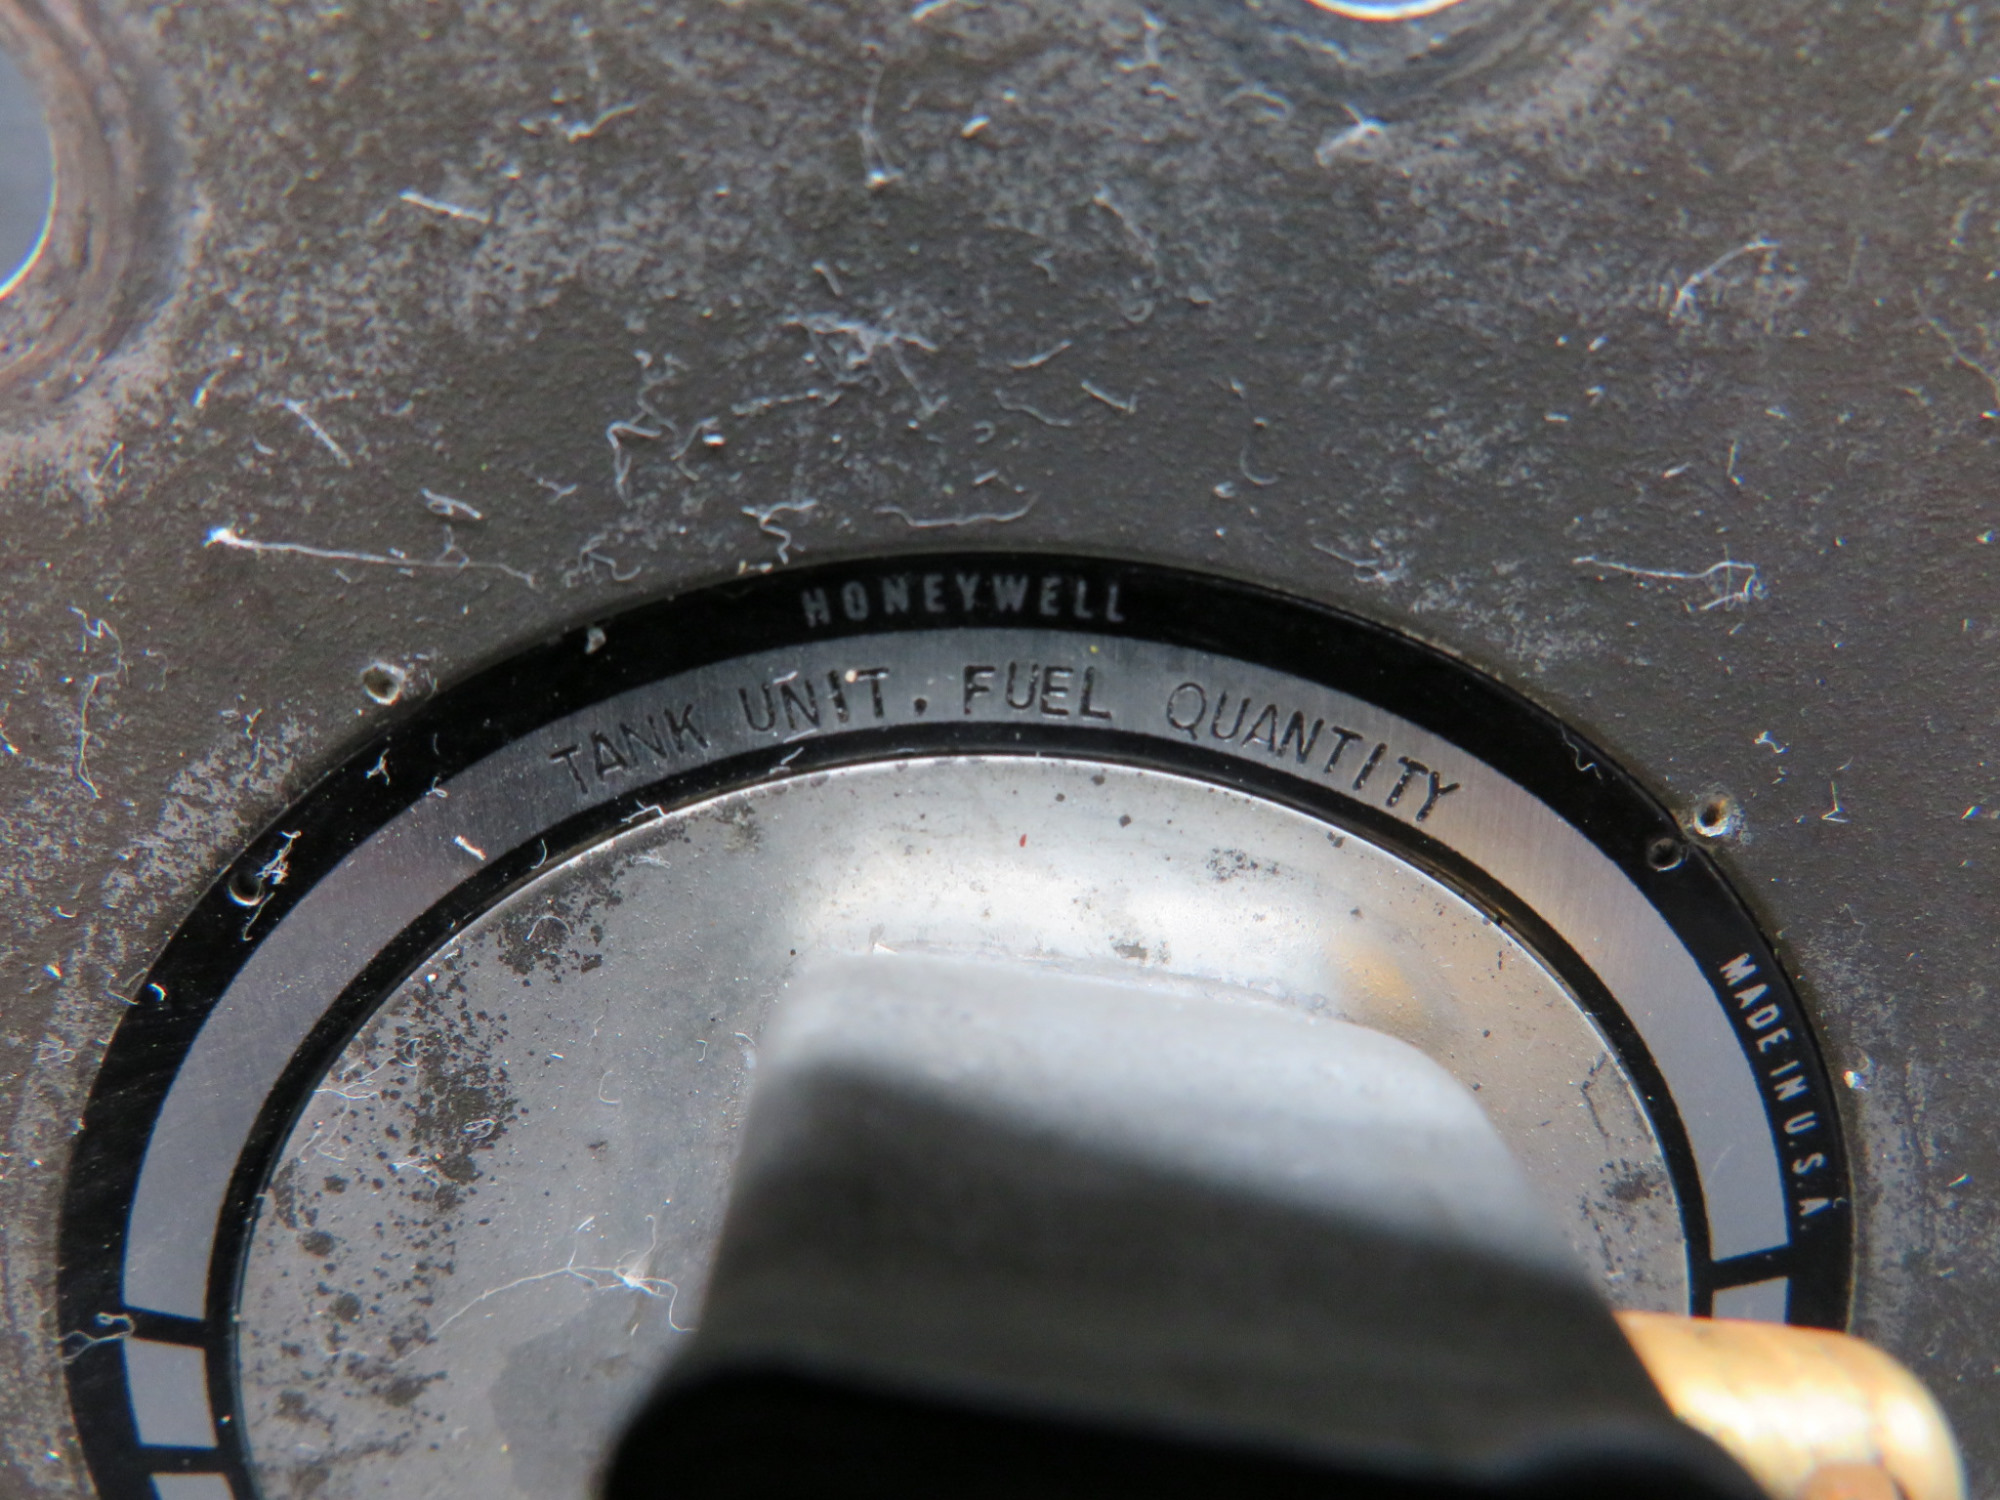 HONEYWELL
TANK UNIT. FUEL QUANTITY
MADE IN U.S.A.